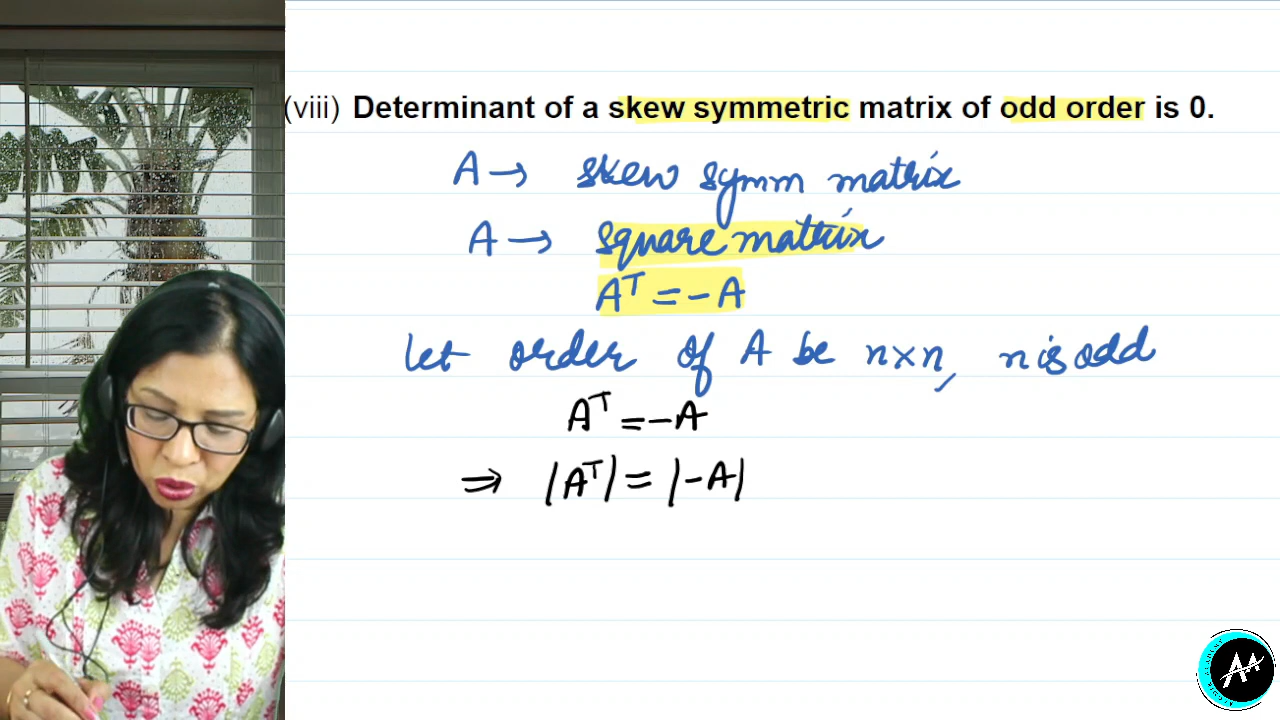 (viii) Determinant of a skew symmetric matrix of odd order is 0.
A → skew symm matrix
A → square matrix
Aᵀ = -A
let order of A be n×n, n is odd
Aᵀ = -A
⇒ |Aᵀ| = |-A|